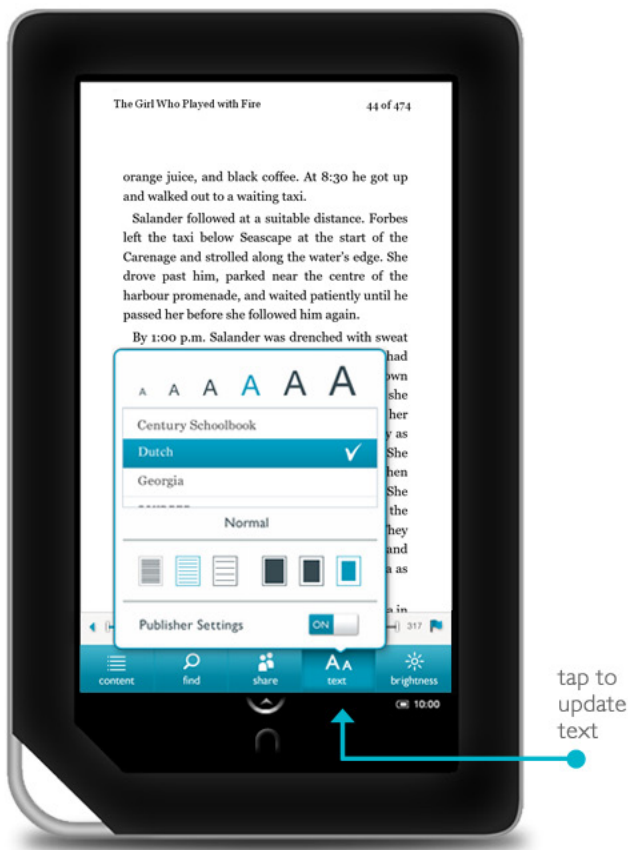 The Girl Who Played with Fire 44 of 474
orange juice, and black coffee. At 8:30 he got up
and walked out to a waiting taxi.
Salander followed at a suitable distance. Forbes
left the taxi below Seascape at the start of the
Carenage and strolled along the water's edge. She
drove past him, parked near the centre of the
harbour promenade, and waited patiently until he
passed her before she followed him again.
By 1:00 p.m. Salander was drenched with sweat
had
own
she
her
y as
She
hen
She
the
hey
and
a as
a in
A A A A A A
Century Schoolbook
Dutch
Georgia
Normal
Publisher Settings ON
317
AA
content find share text brightness
10:00
tap to
update
text